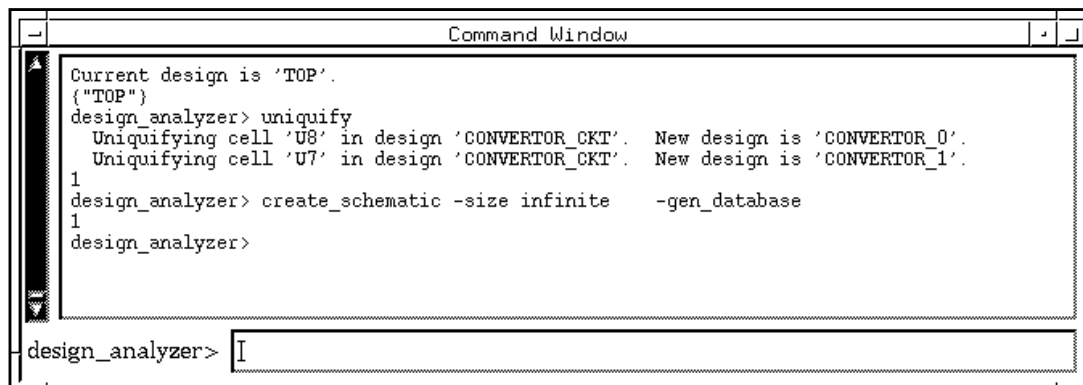 Command Window
Current design is 'TOP'.
{"TOP"}
design_analyzer> uniquify
Uniquifying cell 'U8' in design 'CONVERTOR_CKT'. New design is 'CONVERTOR_0'.
Uniquifying cell 'U7' in design 'CONVERTOR_CKT'. New design is 'CONVERTOR_1'.
1
design_analyzer> create_schematic -size infinite -gen_database
1
design_analyzer>
design_analyzer>